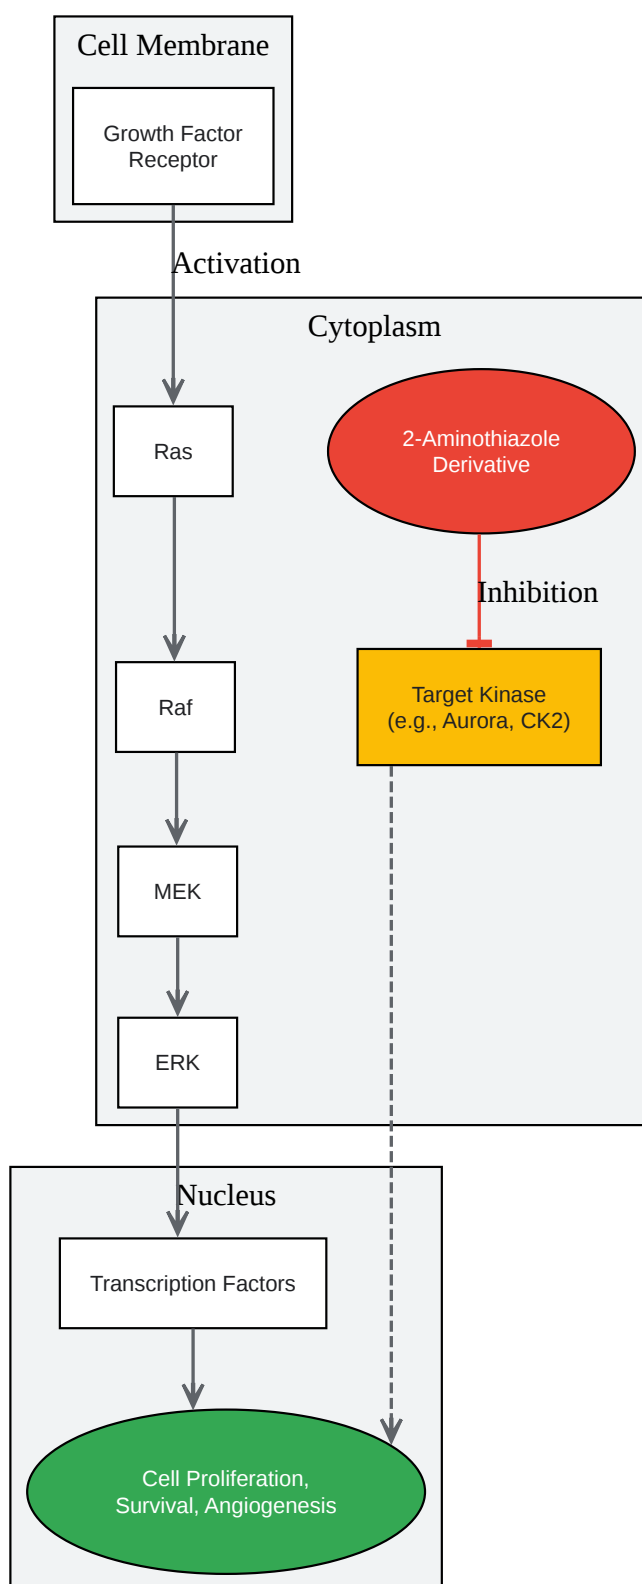 Cell Membrane
Growth Factor
Receptor
Activation
Cytoplasm
Ras
2-Aminothiazole
Derivative
Inhibition
Raf
Target Kinase
(e.g., Aurora, CK2)
MEK
ERK
Nucleus
Transcription Factors
Cell Proliferation,
Survival, Angiogenesis